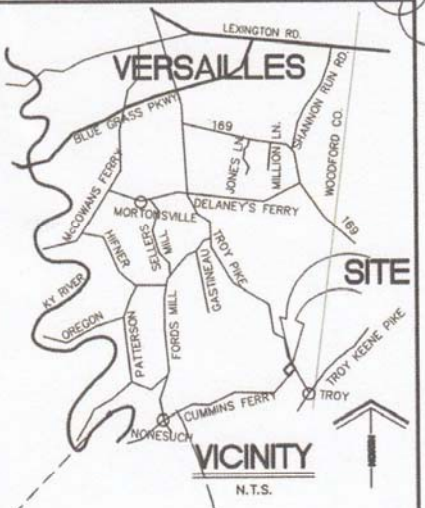 LEXINGTON RD.
VERSAILLES
BLUE GRASS PKWY.
169
SHANNON RUN RD.
WOODFORD CO.
JONES LN.
MILLION LN.
McCOWANS FERRY
MORTONSVILLE
DELANEY'S FERRY
169
HIFNER
SELLERS MILL
GASTINEAU
TROY PIKE
SITE
KY RIVER
OREGON
PATTERSON
FORDS MILL
TROY KEENE PIKE
TROY
CUMMINS FERRY
NONESUCH
VICINITY
N.T.S.
NORTH